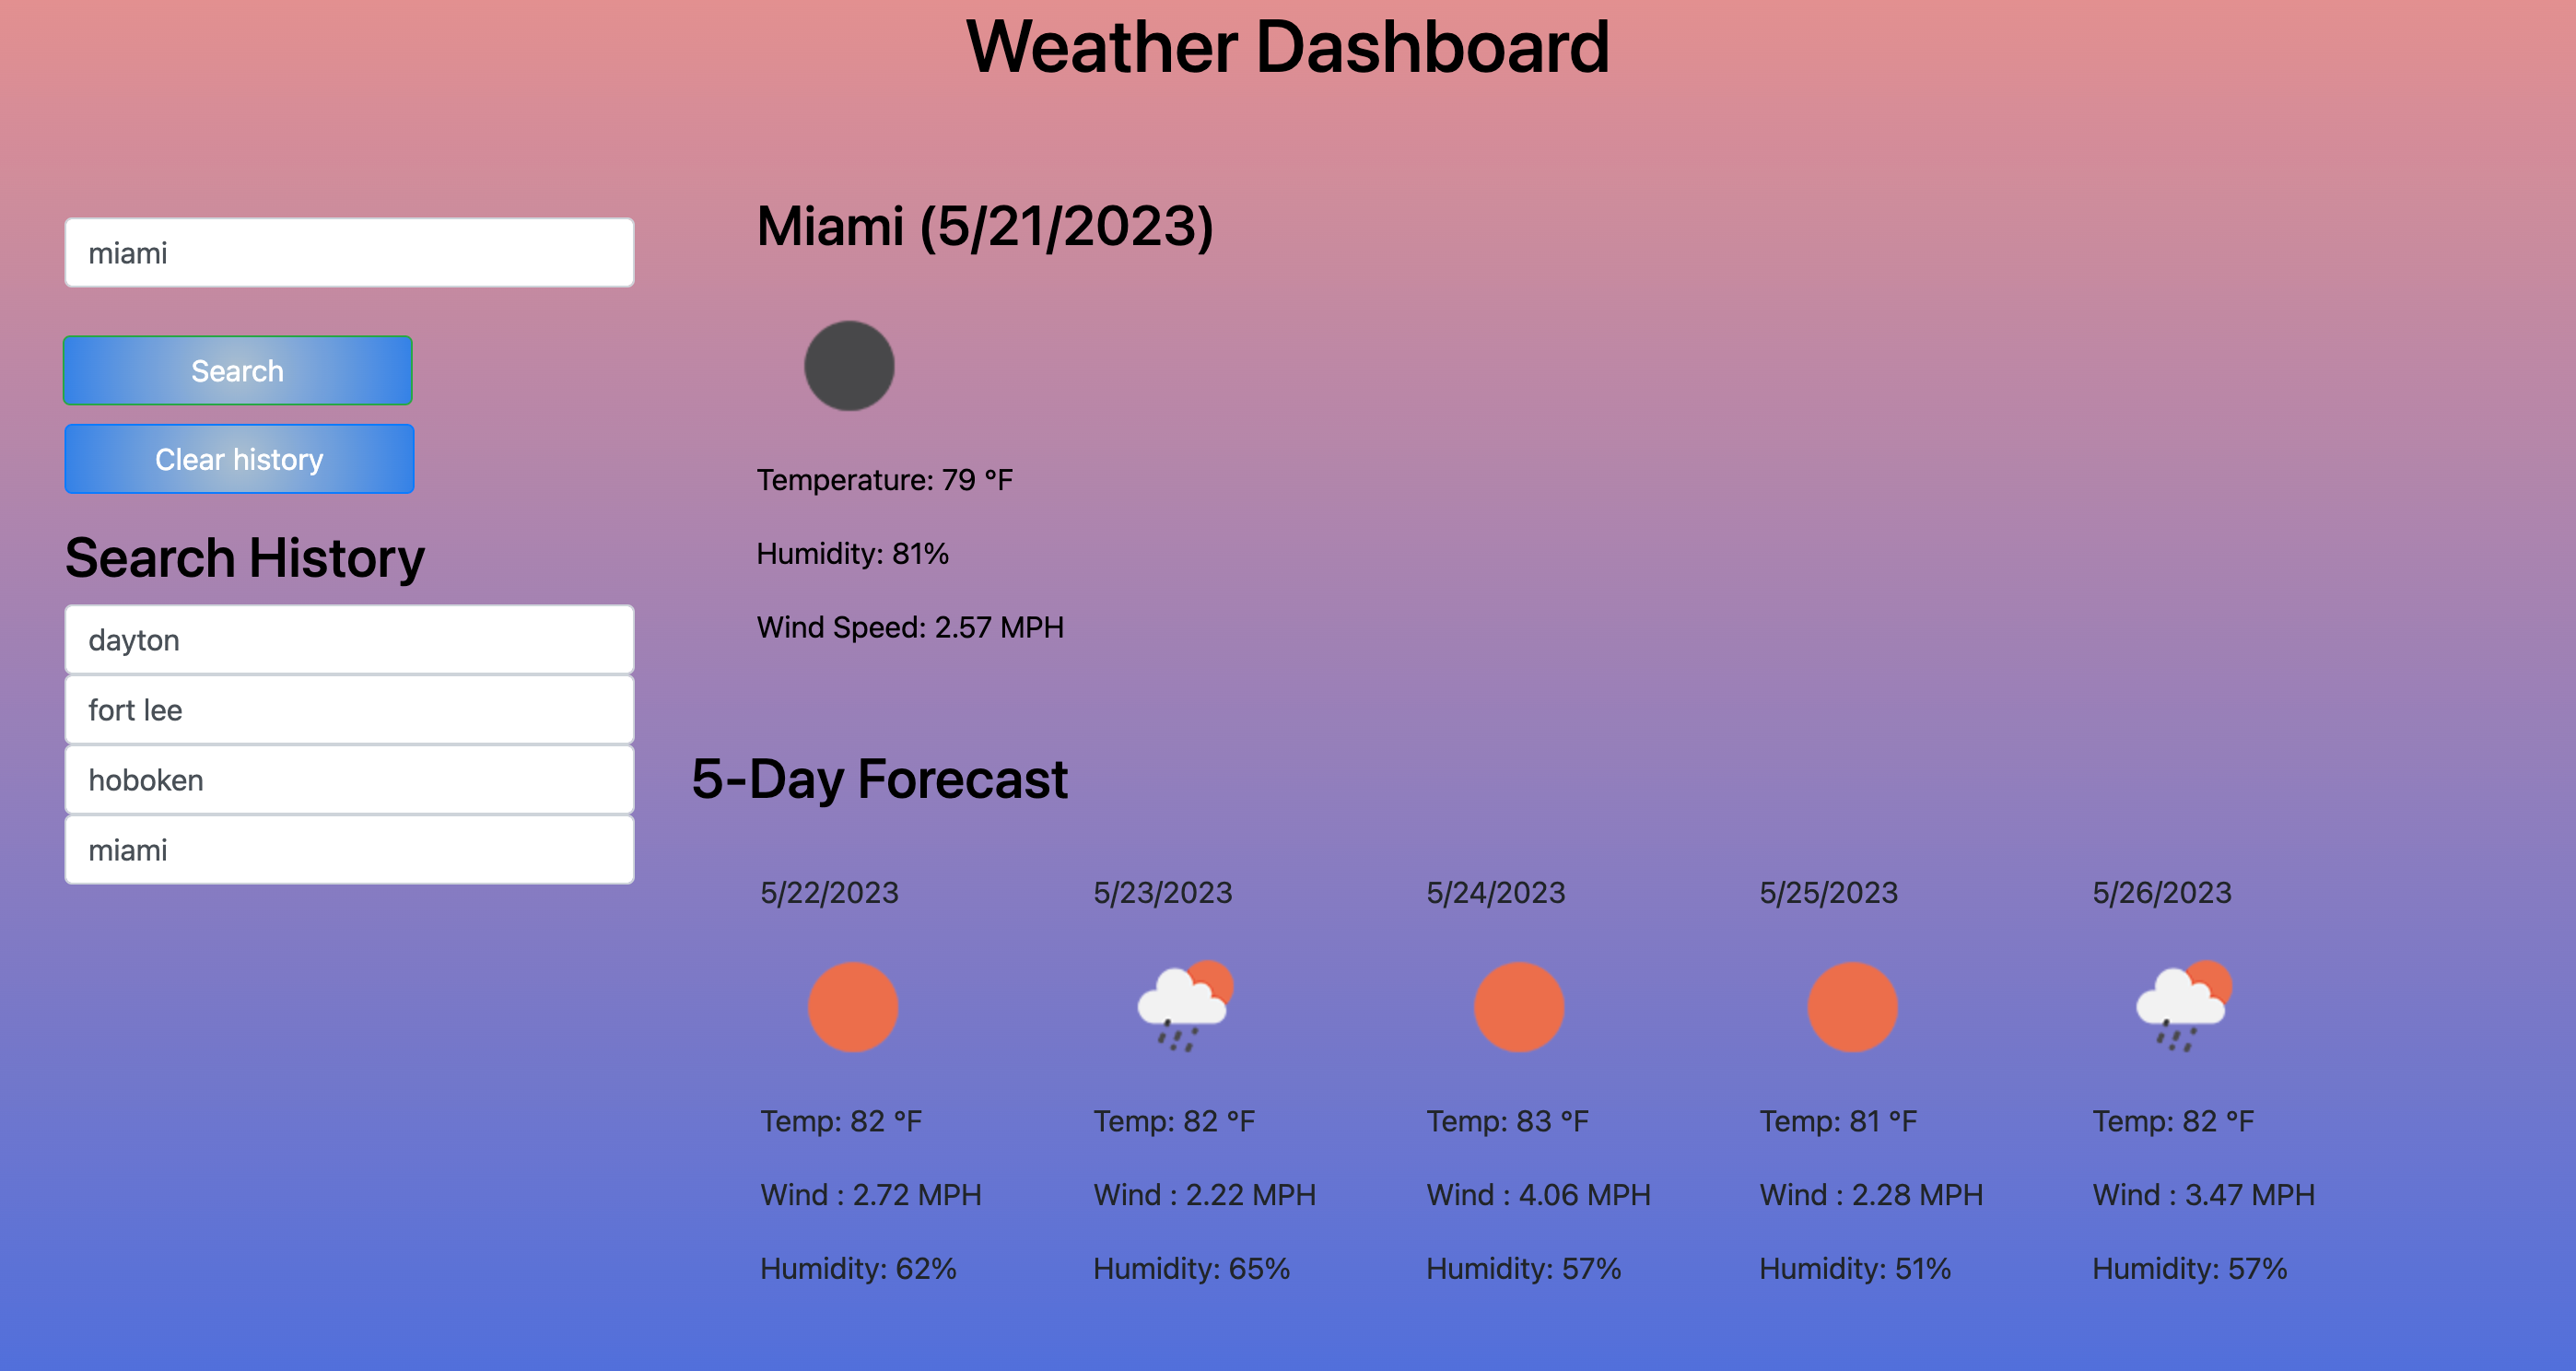 Weather Dashboard
miami
Search
Clear history
Search History
dayton
fort lee
hoboken
miami
Miami (5/21/2023)
Temperature: 79 °F
Humidity: 81%
Wind Speed: 2.57 MPH
5-Day Forecast
5/22/2023
Temp: 82 °F
Wind : 2.72 MPH
Humidity: 62%
5/23/2023
Temp: 82 °F
Wind : 2.22 MPH
Humidity: 65%
5/24/2023
Temp: 83 °F
Wind : 4.06 MPH
Humidity: 57%
5/25/2023
Temp: 81 °F
Wind : 2.28 MPH
Humidity: 51%
5/26/2023
Temp: 82 °F
Wind : 3.47 MPH
Humidity: 57%